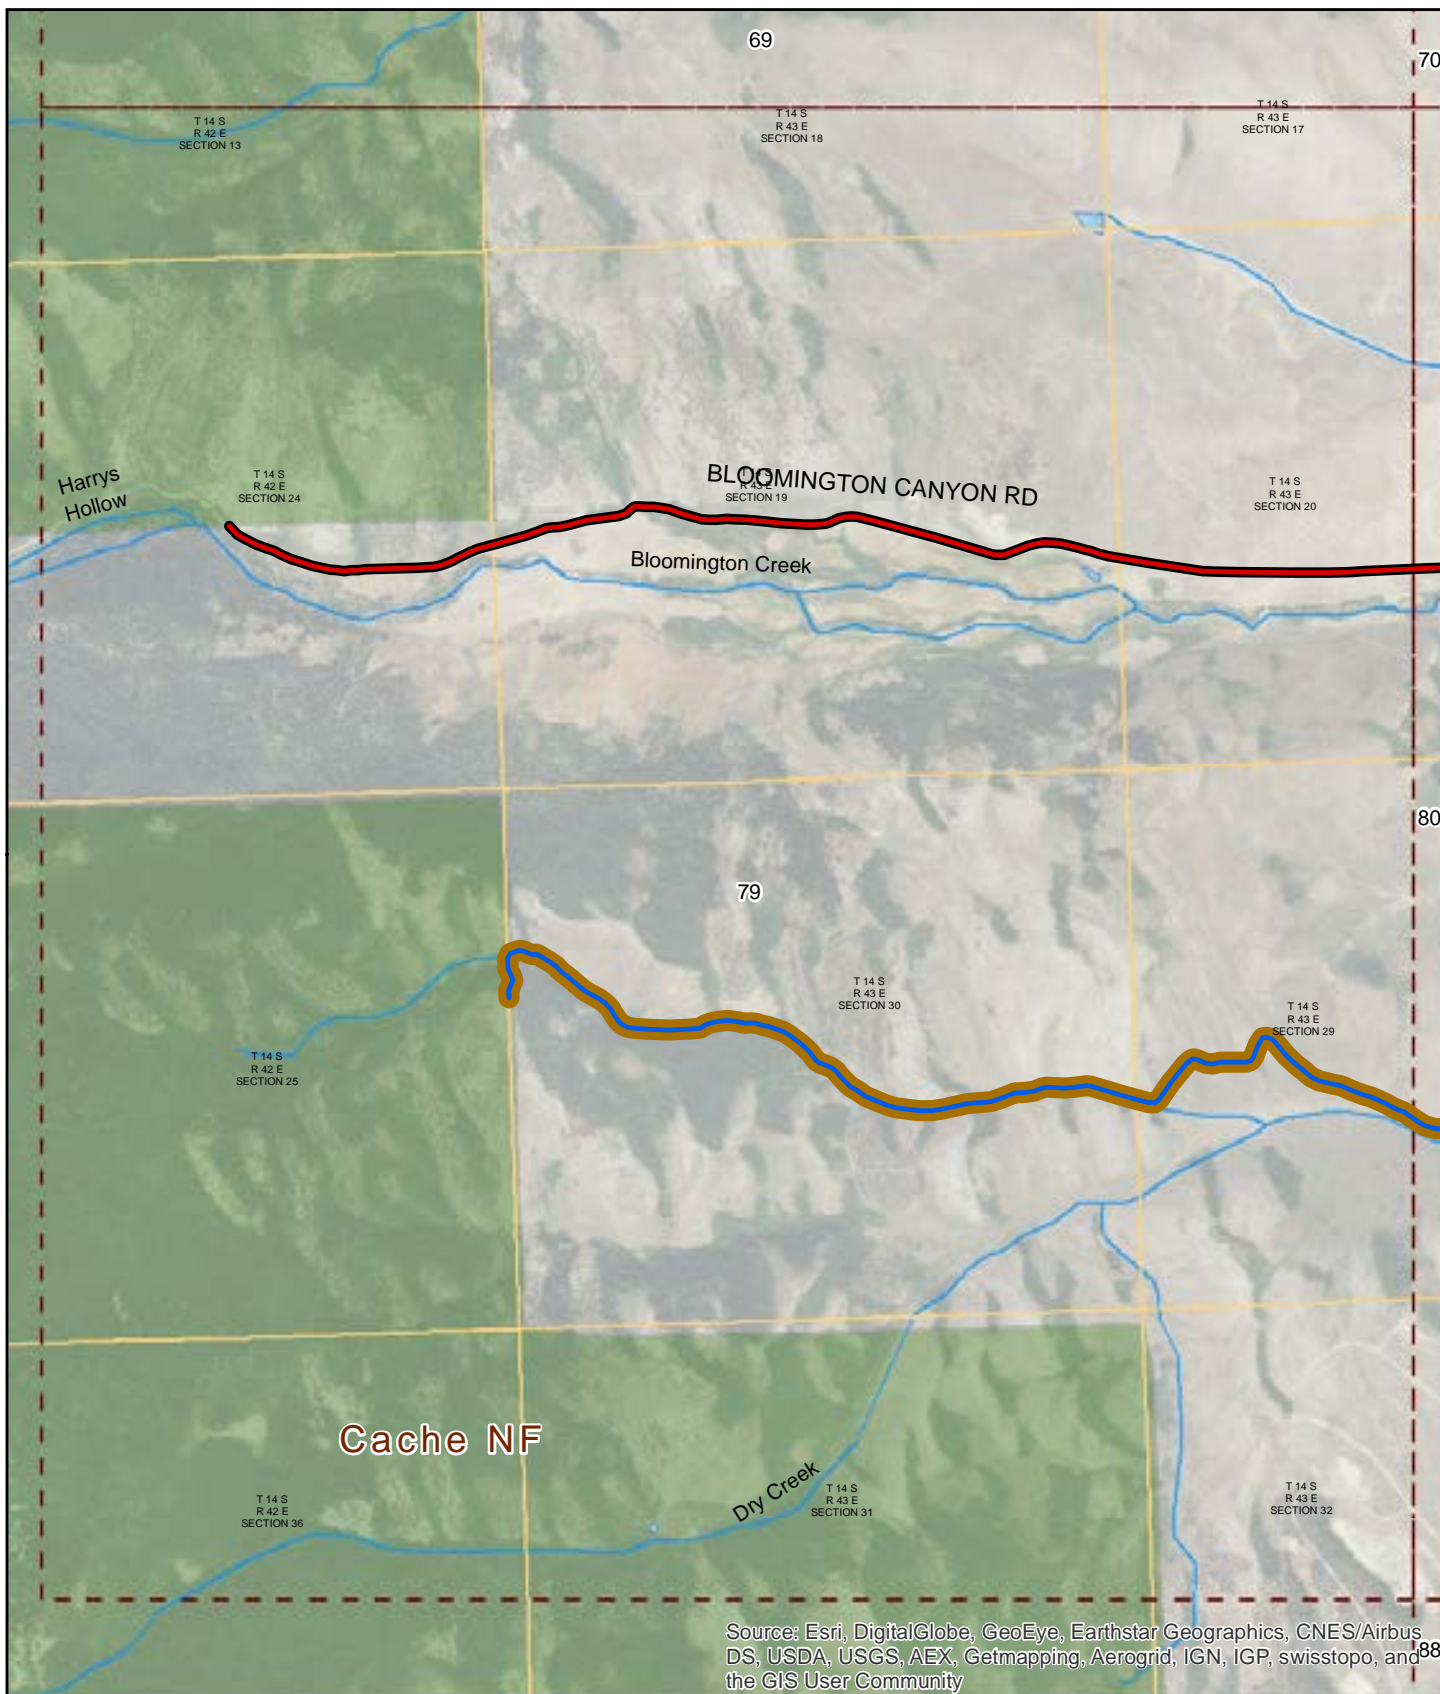 69
70
T 14 S
R 42 E
SECTION 13
T 14 S
R 43 E
SECTION 18
T 14 S
R 43 E
SECTION 17
Harrys
Hollow
T 14 S
R 42 E
SECTION 24
BLOOMINGTON CANYON RD
T 14 S
R 43 E
SECTION 19
T 14 S
R 43 E
SECTION 20
Bloomington Creek
80
79
T 14 S
R 43 E
SECTION 30
T 14 S
R 43 E
SECTION 29
T 14 S
R 42 E
SECTION 25
Cache NF
Dry Creek
T 14 S
R 42 E
SECTION 36
T 14 S
R 43 E
SECTION 31
T 14 S
R 43 E
SECTION 32
Source: Esri, DigitalGlobe, GeoEye, Earthstar Geographics, CNES/Airbus
DS, USDA, USGS, AEX, Getmapping, Aerogrid, IGN, IGP, swisstopo, and
the GIS User Community
88